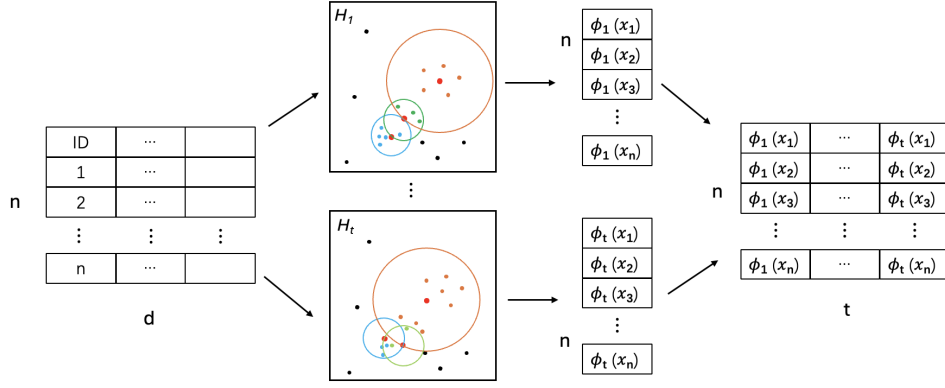 n
ID ...
1 ...
2 ...
⋮ ⋮ ⋮
n ...
d
H₁
⋮
Hₜ
n
ϕ₁(x₁)
ϕ₁(x₂)
ϕ₁(x₃)
⋮
ϕ₁(xₙ)
ϕₜ(x₁)
ϕₜ(x₂)
ϕₜ(x₃)
⋮
n
ϕₜ(xₙ)
n
ϕ₁(x₁) ... ϕₜ(x₁)
ϕ₁(x₂) ... ϕₜ(x₂)
ϕ₁(x₃) ... ϕₜ(x₃)
⋮ ⋮ ⋮
ϕ₁(xₙ) ... ϕₜ(xₙ)
t